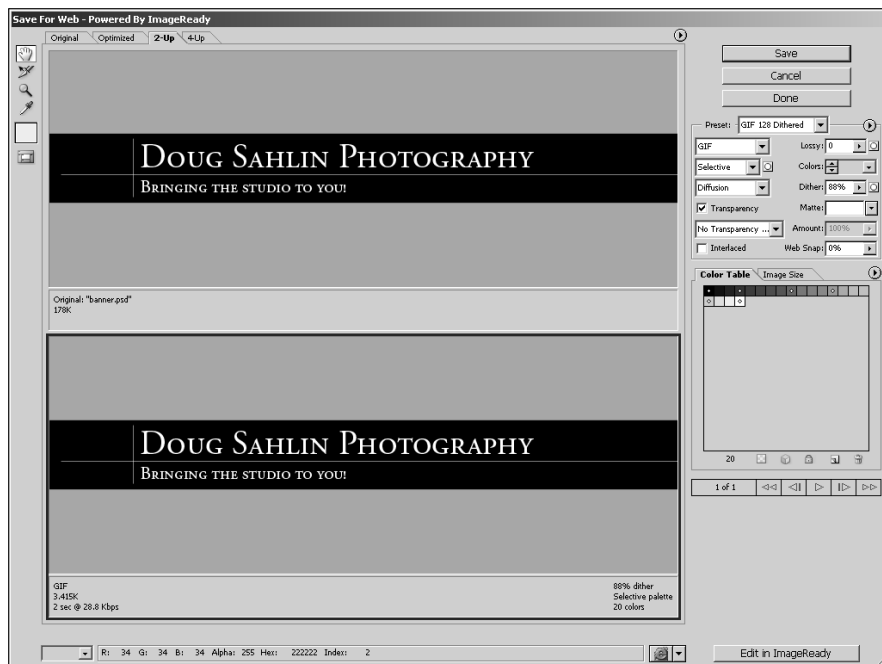 Save For Web - Powered By ImageReady
Original Optimized 2-Up 4-Up
Save
Cancel
Done
Preset: GIF 128 Dithered
GIF Lossy: 0
Selective Colors:
Diffusion Dither: 88%
Transparency Matte:
No Transparency ... Amount: 100%
Interlaced Web Snap: 0%
Color Table Image Size
20
1 of 1
DOUG SAHLIN PHOTOGRAPHY
BRINGING THE STUDIO TO YOU!
Original: "banner.psd"
178K
DOUG SAHLIN PHOTOGRAPHY
BRINGING THE STUDIO TO YOU!
GIF 88% dither
3.415K Selective palette
2 sec @ 28.8 Kbps 20 colors
R: 34 G: 34 B: 34 Alpha: 255 Hex: 222222 Index: 2
Edit in ImageReady